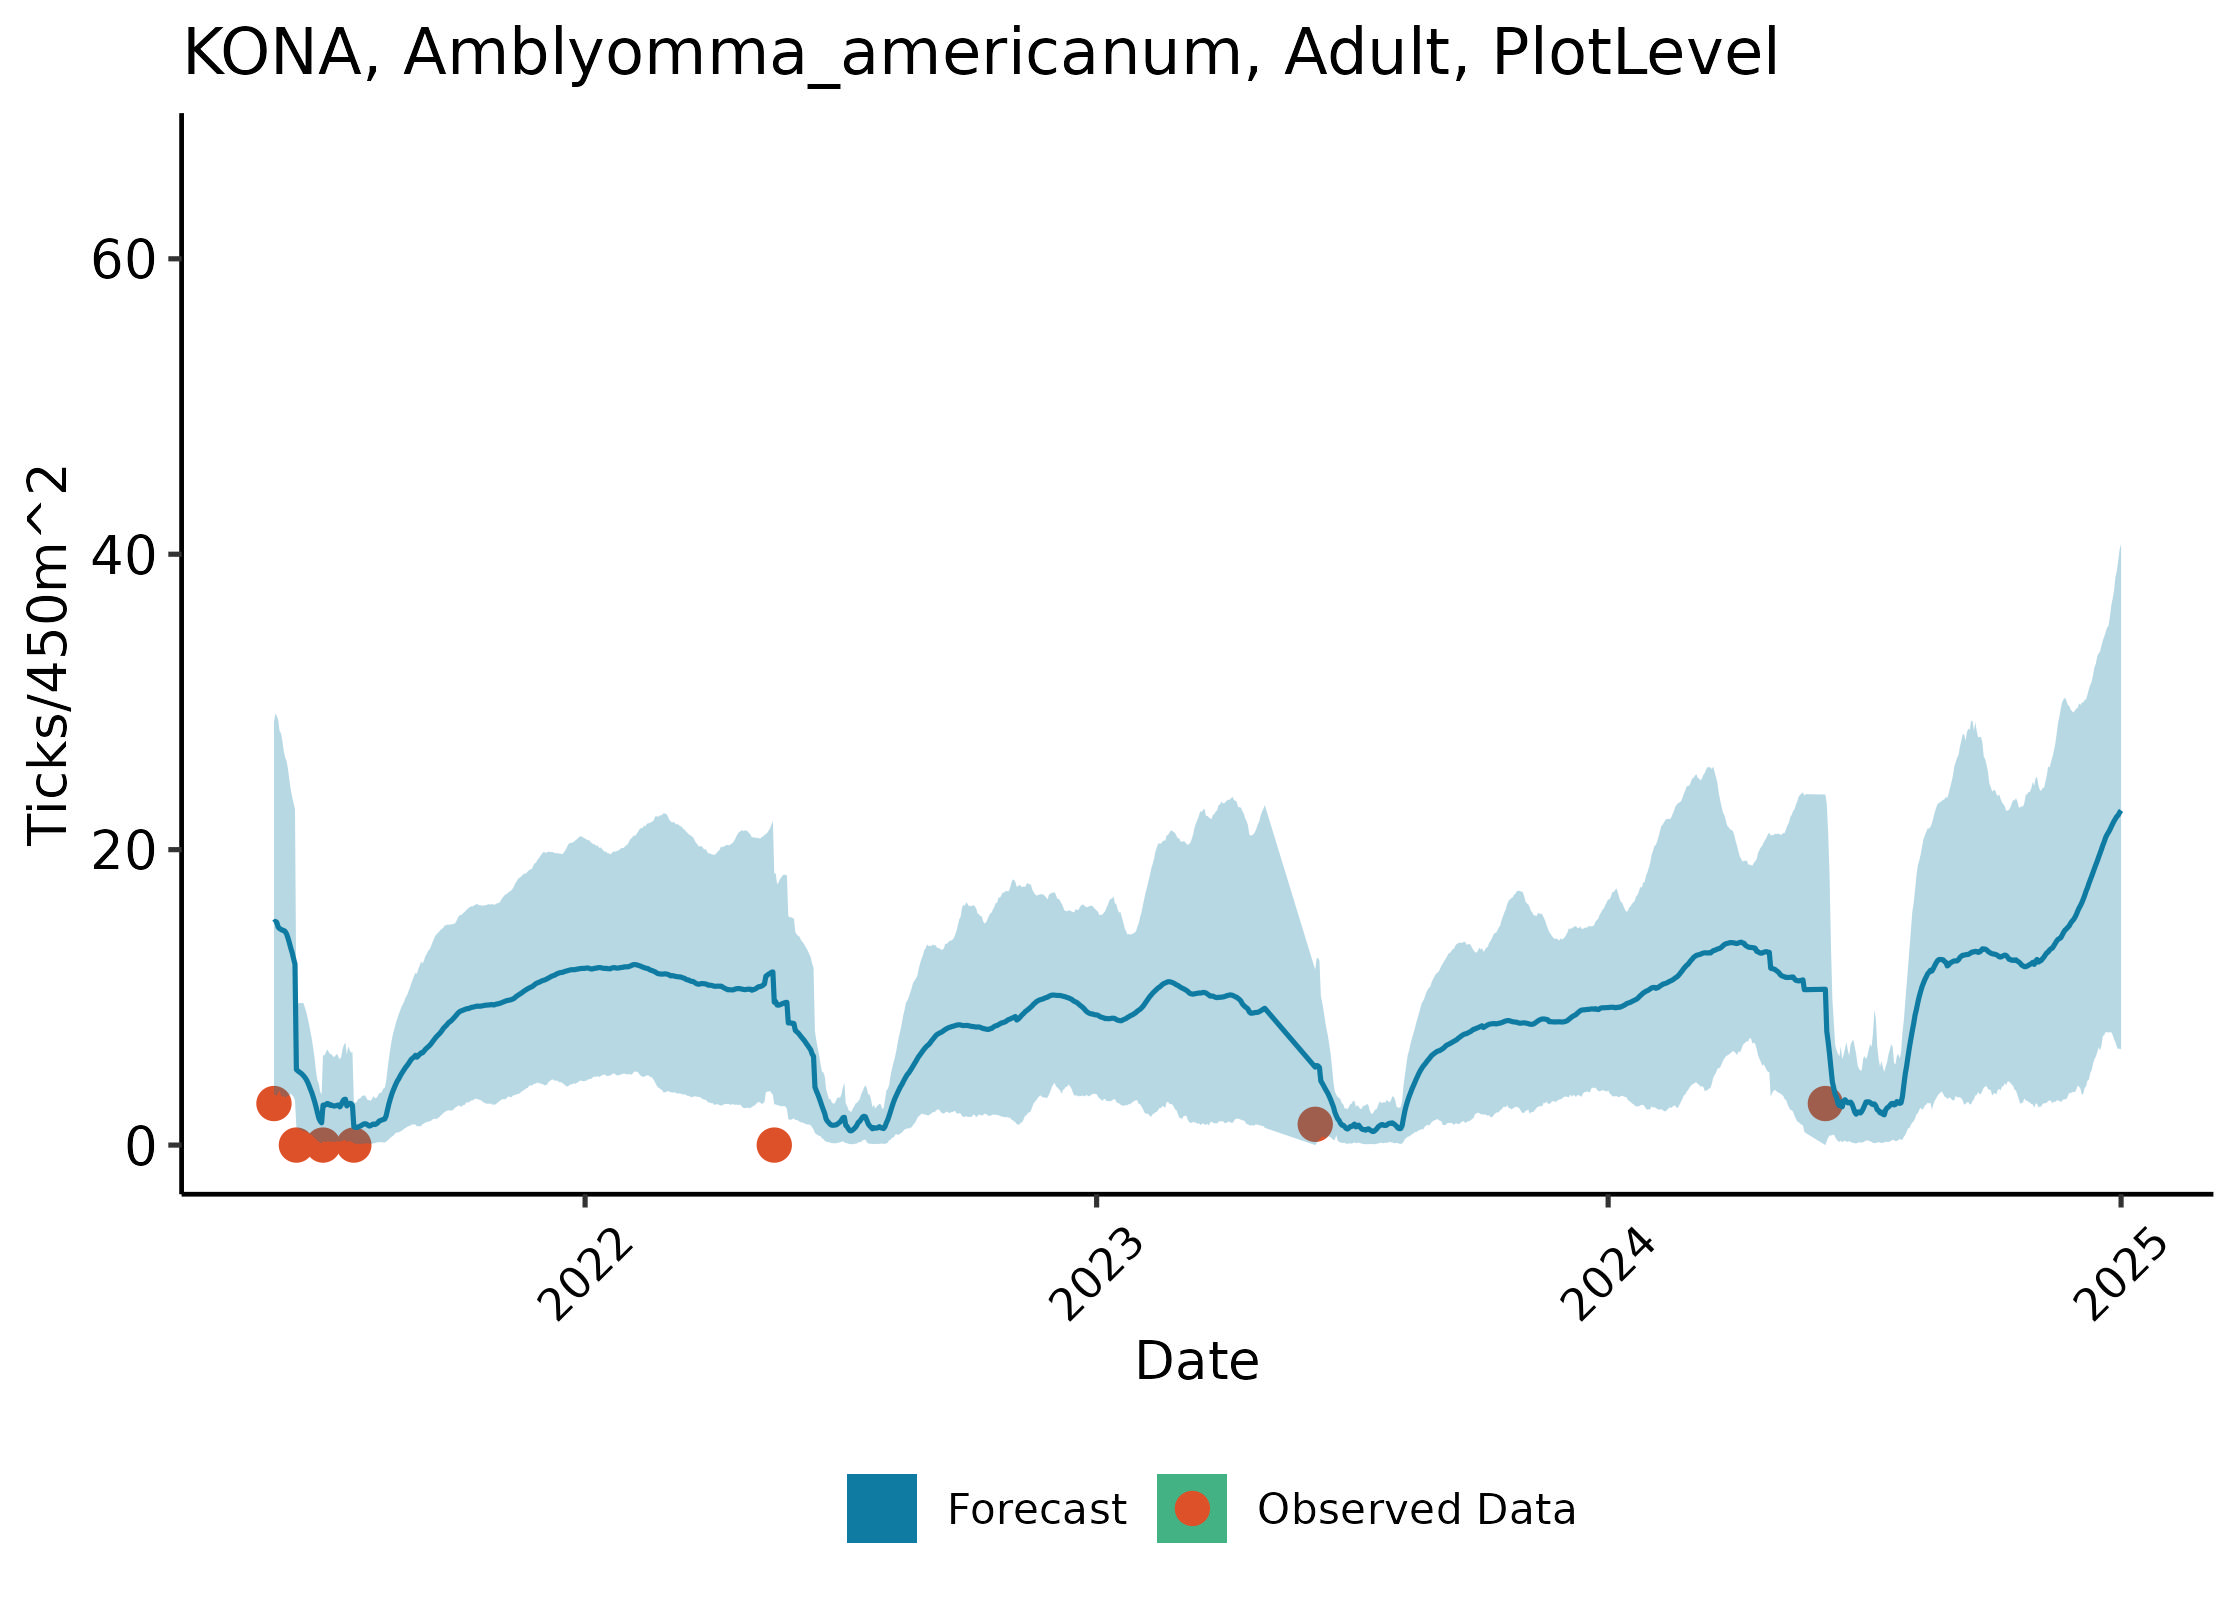 KONA, Amblyomma_americanum, Adult, PlotLevel
Ticks/450m^2
60
40
20
0
2022
2023
2024
2025
Date
Forecast
Observed Data